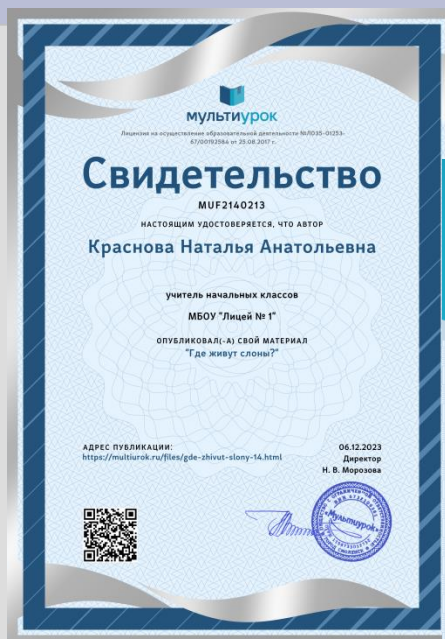 мультиурок
Лицензия на осуществление образовательной деятельности №Л035-01253-
67/00192584 от 25.08.2017 г.
Свидетельство
MUF2140213
НАСТОЯЩИМ УДОСТОВЕРЯЕТСЯ, ЧТО АВТОР
Краснова Наталья Анатольевна
учитель начальных классов
МБОУ "Лицей № 1"
ОПУБЛИКОВАЛ(-А) СВОЙ МАТЕРИАЛ
"Где живут слоны?"
АДРЕС ПУБЛИКАЦИИ:
https://multiurok.ru/files/gde-zhivut-slony-14.html
06.12.2023
Директор
Н. В. Морозова
"Мультиурок"